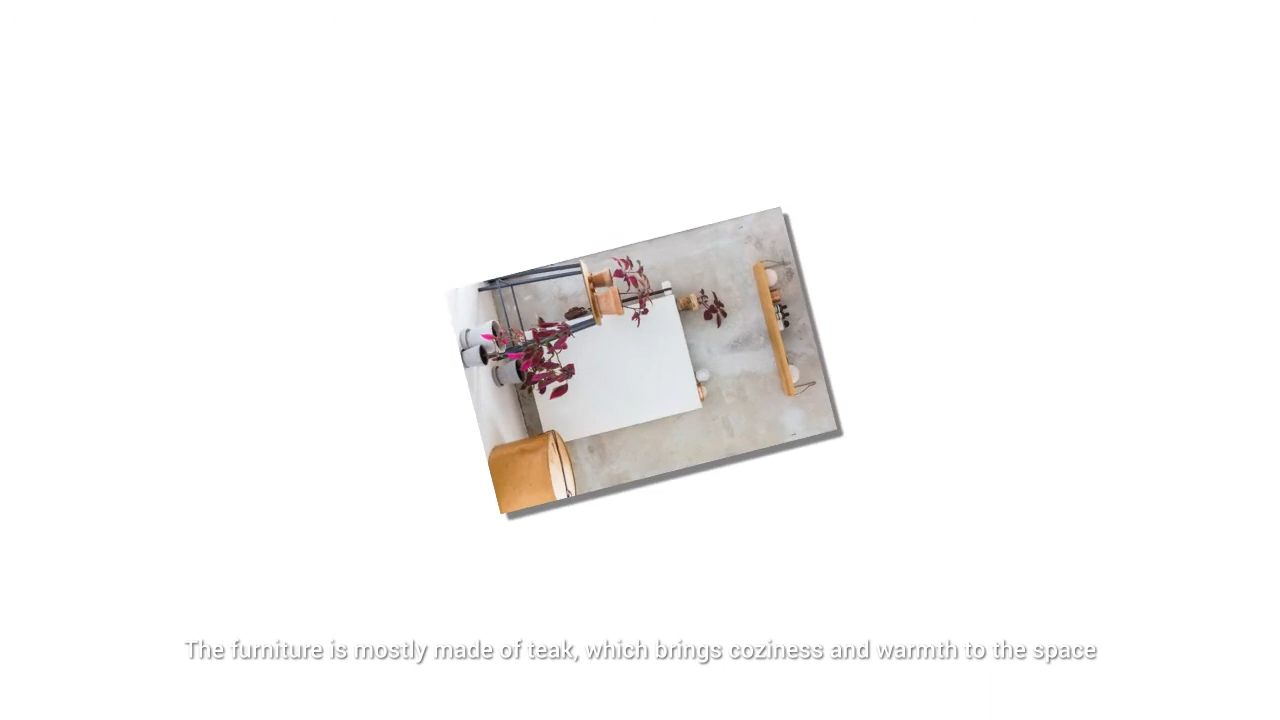 The furniture is mostly made of teak, which brings coziness and warmth to the space